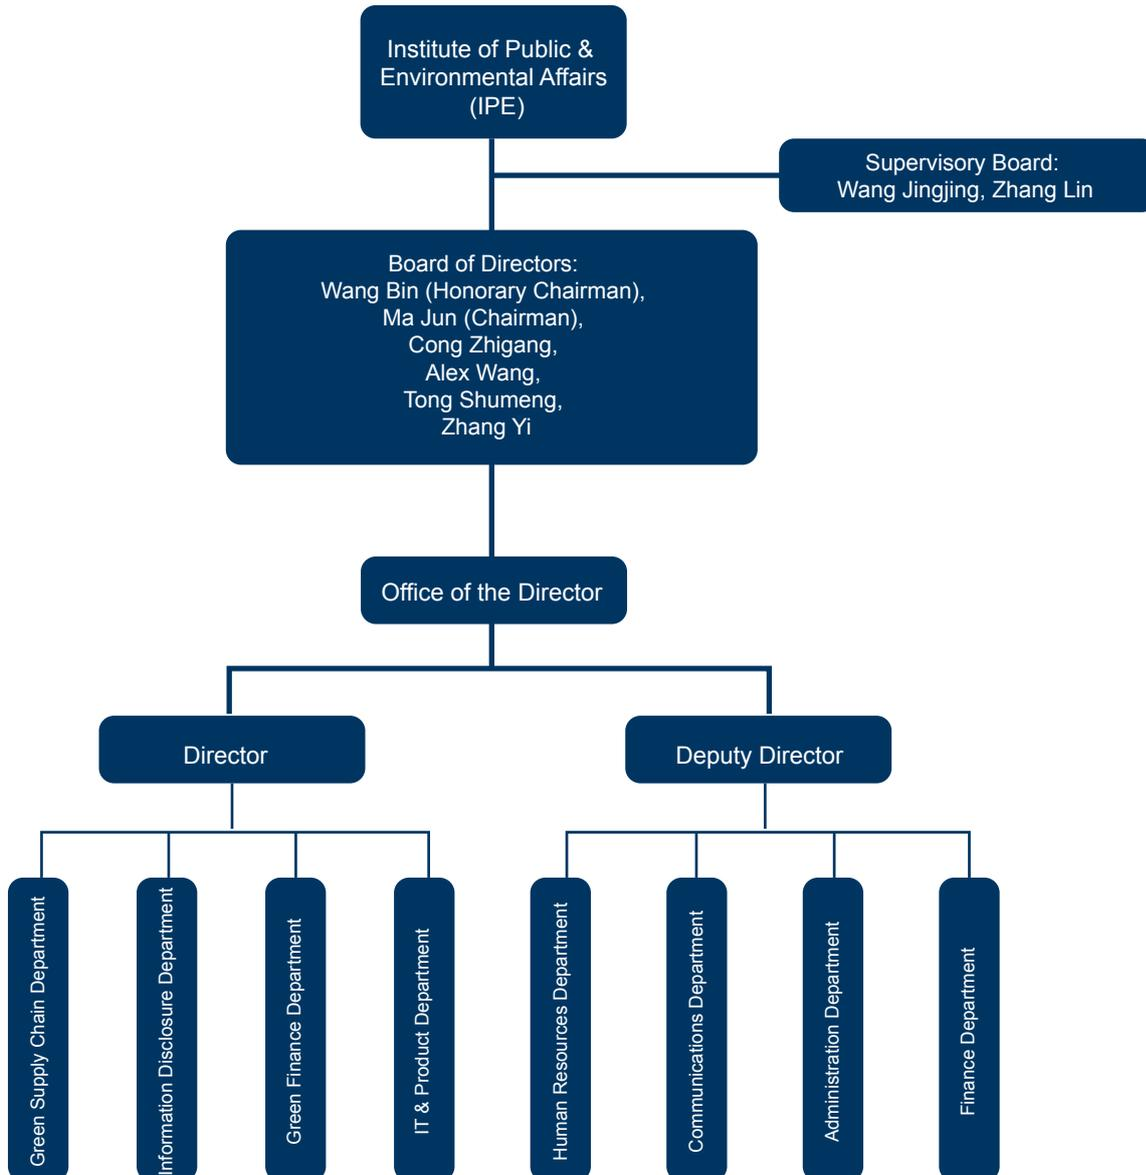 Institute of Public &
Environmental Affairs
(IPE)
Supervisory Board:
Wang Jingjing, Zhang Lin
Board of Directors:
Wang Bin (Honorary Chairman),
Ma Jun (Chairman),
Cong Zhigang,
Alex Wang,
Tong Shumeng,
Zhang Yi
Office of the Director
Director
Deputy Director
Green Supply Chain Department
Information Disclosure Department
Green Finance Department
IT & Product Department
Human Resources Department
Communications Department
Administration Department
Finance Department